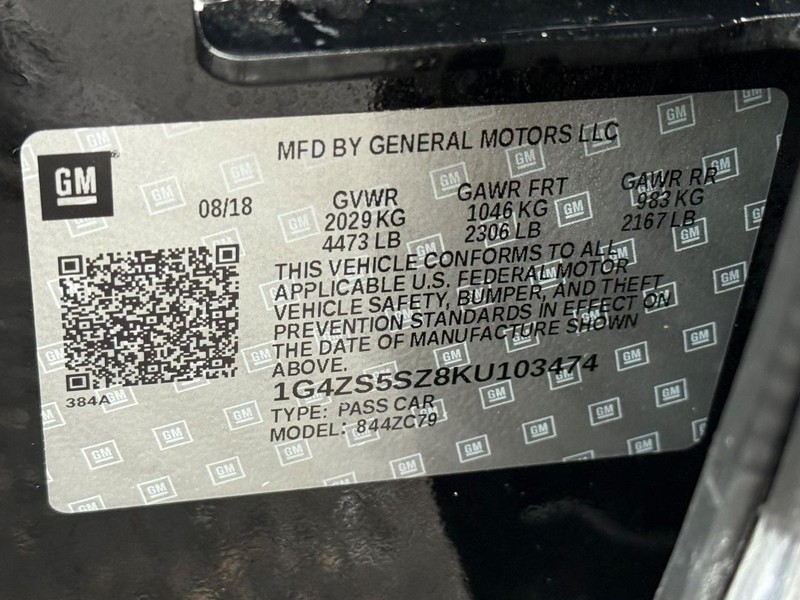 MFD BY GENERAL MOTORS LLC
GM
08/18
GVWR GAWR FRT GAWR RR
2029 KG 1046 KG 983 KG
4473 LB 2306 LB 2167 LB
THIS VEHICLE CONFORMS TO ALL
APPLICABLE U.S. FEDERAL MOTOR
VEHICLE SAFETY, BUMPER, AND THEFT
PREVENTION STANDARDS IN EFFECT ON
THE DATE OF MANUFACTURE SHOWN
ABOVE.
384A
1G4ZS5SZ8KU103474
TYPE: PASS CAR
MODEL: 844ZC79